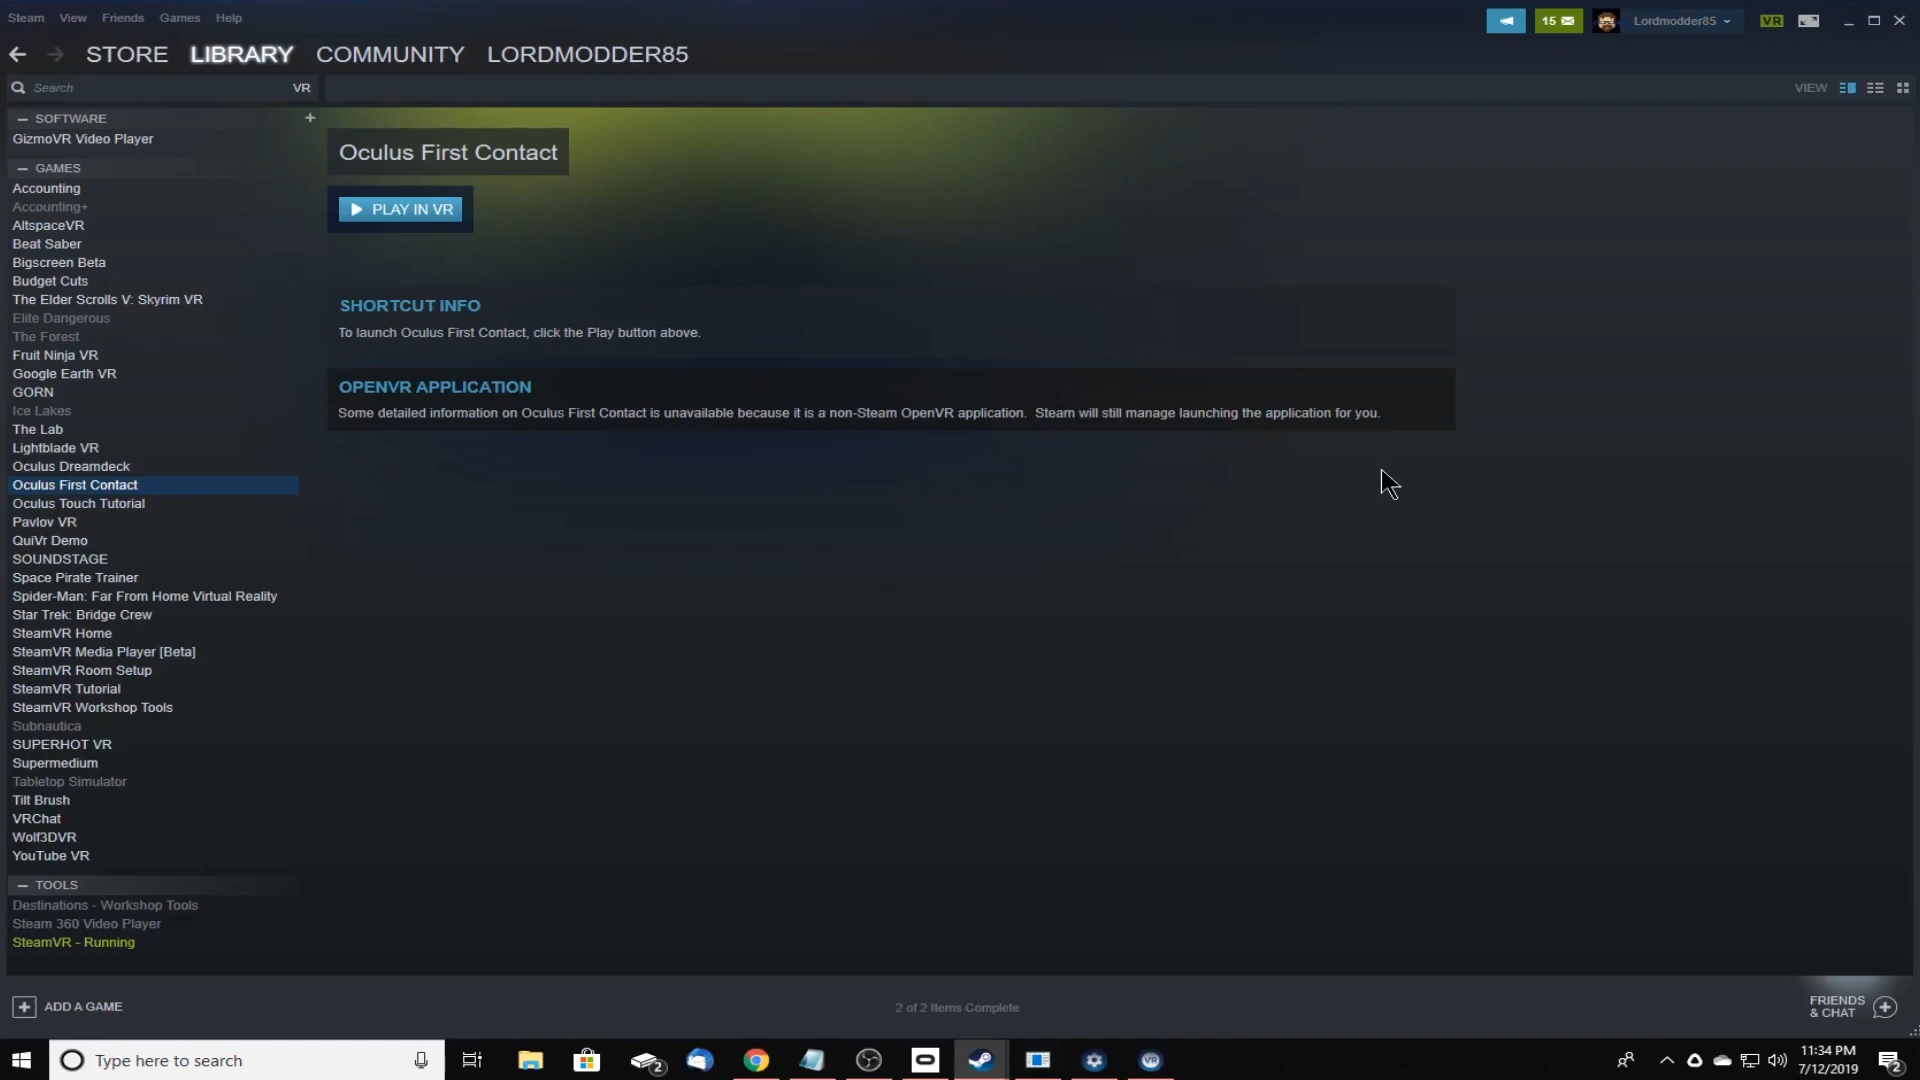 Steam View Friends Games Help
15
Lordmodder85
VR
STORE LIBRARY COMMUNITY LORDMODDER85
Search
VR
VIEW
SOFTWARE
GizmoVR Video Player
GAMES
Accounting
Accounting+
AltspaceVR
Beat Saber
Bigscreen Beta
Budget Cuts
The Elder Scrolls V: Skyrim VR
Elite Dangerous
The Forest
Fruit Ninja VR
Google Earth VR
GORN
Ice Lakes
The Lab
Lightblade VR
Oculus Dreamdeck
Oculus First Contact
Oculus Touch Tutorial
Pavlov VR
QuiVr Demo
SOUNDSTAGE
Space Pirate Trainer
Spider-Man: Far From Home Virtual Reality
Star Trek: Bridge Crew
SteamVR Home
SteamVR Media Player [Beta]
SteamVR Room Setup
SteamVR Tutorial
SteamVR Workshop Tools
Subnautica
SUPERHOT VR
Supermedium
Tabletop Simulator
Tilt Brush
VRChat
Wolf3DVR
YouTube VR
TOOLS
Destinations - Workshop Tools
Steam 360 Video Player
SteamVR - Running
Oculus First Contact
PLAY IN VR
SHORTCUT INFO
To launch Oculus First Contact, click the Play button above.
OPENVR APPLICATION
Some detailed information on Oculus First Contact is unavailable because it is a non-Steam OpenVR application. Steam will still manage launching the application for you.
ADD A GAME
2 of 2 Items Complete
FRIENDS
& CHAT
Type here to search
2
VR
11:34 PM
7/12/2019
2